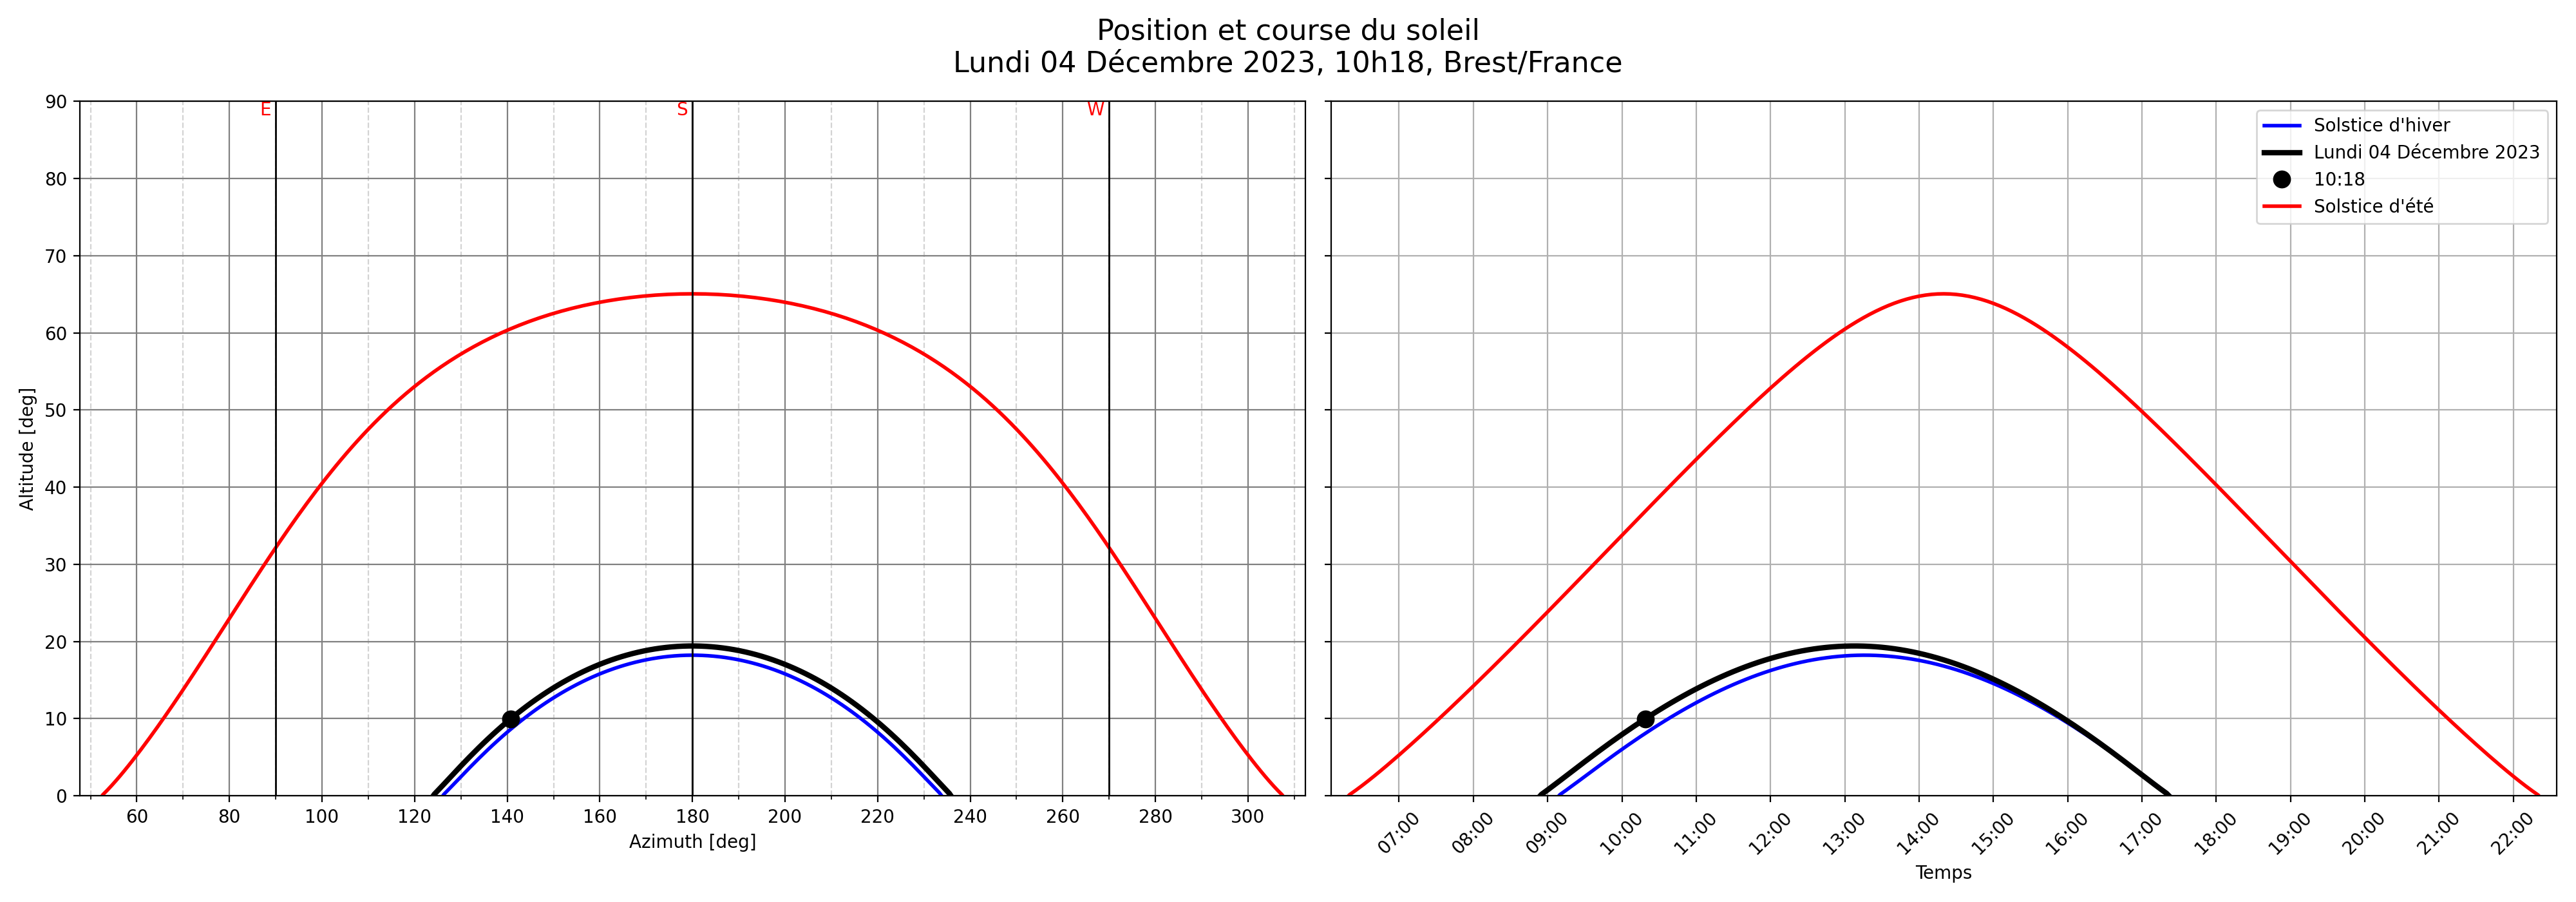 Position et course du soleil
Lundi 04 Décembre 2023, 10h18, Brest/France
E
S
W
90
80
70
60
50
40
30
20
10
0
Altitude [deg]
60 80 100 120 140 160 180 200 220 240 260 280 300
Azimuth [deg]
Solstice d'hiver
Lundi 04 Décembre 2023
10:18
Solstice d'été
07:00 08:00 09:00 10:00 11:00 12:00 13:00 14:00 15:00 16:00 17:00 18:00 19:00 20:00 21:00 22:00
Temps